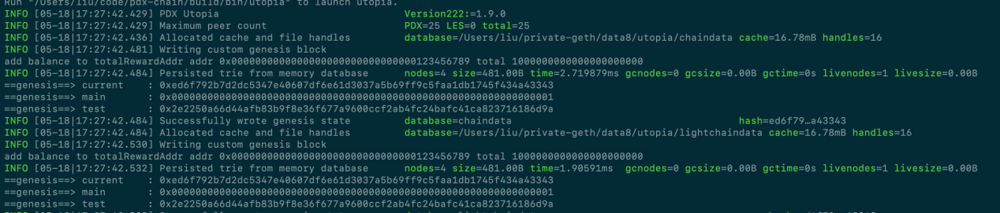 Run "/Users/liu/code/pdx-chain/build/bin/utopia" to launch utopia.
INFO [05-18|17:27:42.429] PDX Utopia Version222:=1.9.0
INFO [05-18|17:27:42.429] Maximum peer count PDX=25 LES=0 total=25
INFO [05-18|17:27:42.436] Allocated cache and file handles database=/Users/liu/private-geth/data8/utopia/chaindata cache=16.78mB handles=16
INFO [05-18|17:27:42.481] Writing custom genesis block
add balance to totalRewardAddr addr 0x0000000000000000000000000000000123456789 total 1000000000000000000000
INFO [05-18|17:27:42.484] Persisted trie from memory database nodes=4 size=481.00B time=2.719879ms gcnodes=0 gcsize=0.00B gctime=0s livenodes=1 livesize=0.00B
==genesis==> current : 0xed6f792b7d2dc5347e40607df6e61d3037a5b69ff9c5faa1db1745f434a43343
==genesis==> main : 0x0000000000000000000000000000000000000000000000000000000000000001
==genesis==> test : 0x2e2250a66d44afb83b9f8e36f677a9600ccf2ab4fc24bafc41ca823716186d9a
INFO [05-18|17:27:42.484] Successfully wrote genesis state database=chaindata hash=ed6f79…a43343
INFO [05-18|17:27:42.484] Allocated cache and file handles database=/Users/liu/private-geth/data8/utopia/lightchaindata cache=16.78mB handles=16
INFO [05-18|17:27:42.530] Writing custom genesis block
add balance to totalRewardAddr addr 0x0000000000000000000000000000000123456789 total 1000000000000000000000
INFO [05-18|17:27:42.532] Persisted trie from memory database nodes=4 size=481.00B time=1.90591ms gcnodes=0 gcsize=0.00B gctime=0s livenodes=1 livesize=0.00B
==genesis==> current : 0xed6f792b7d2dc5347e40607df6e61d3037a5b69ff9c5faa1db1745f434a43343
==genesis==> main : 0x0000000000000000000000000000000000000000000000000000000000000001
==genesis==> test : 0x2e2250a66d44afb83b9f8e36f677a9600ccf2ab4fc24bafc41ca823716186d9a